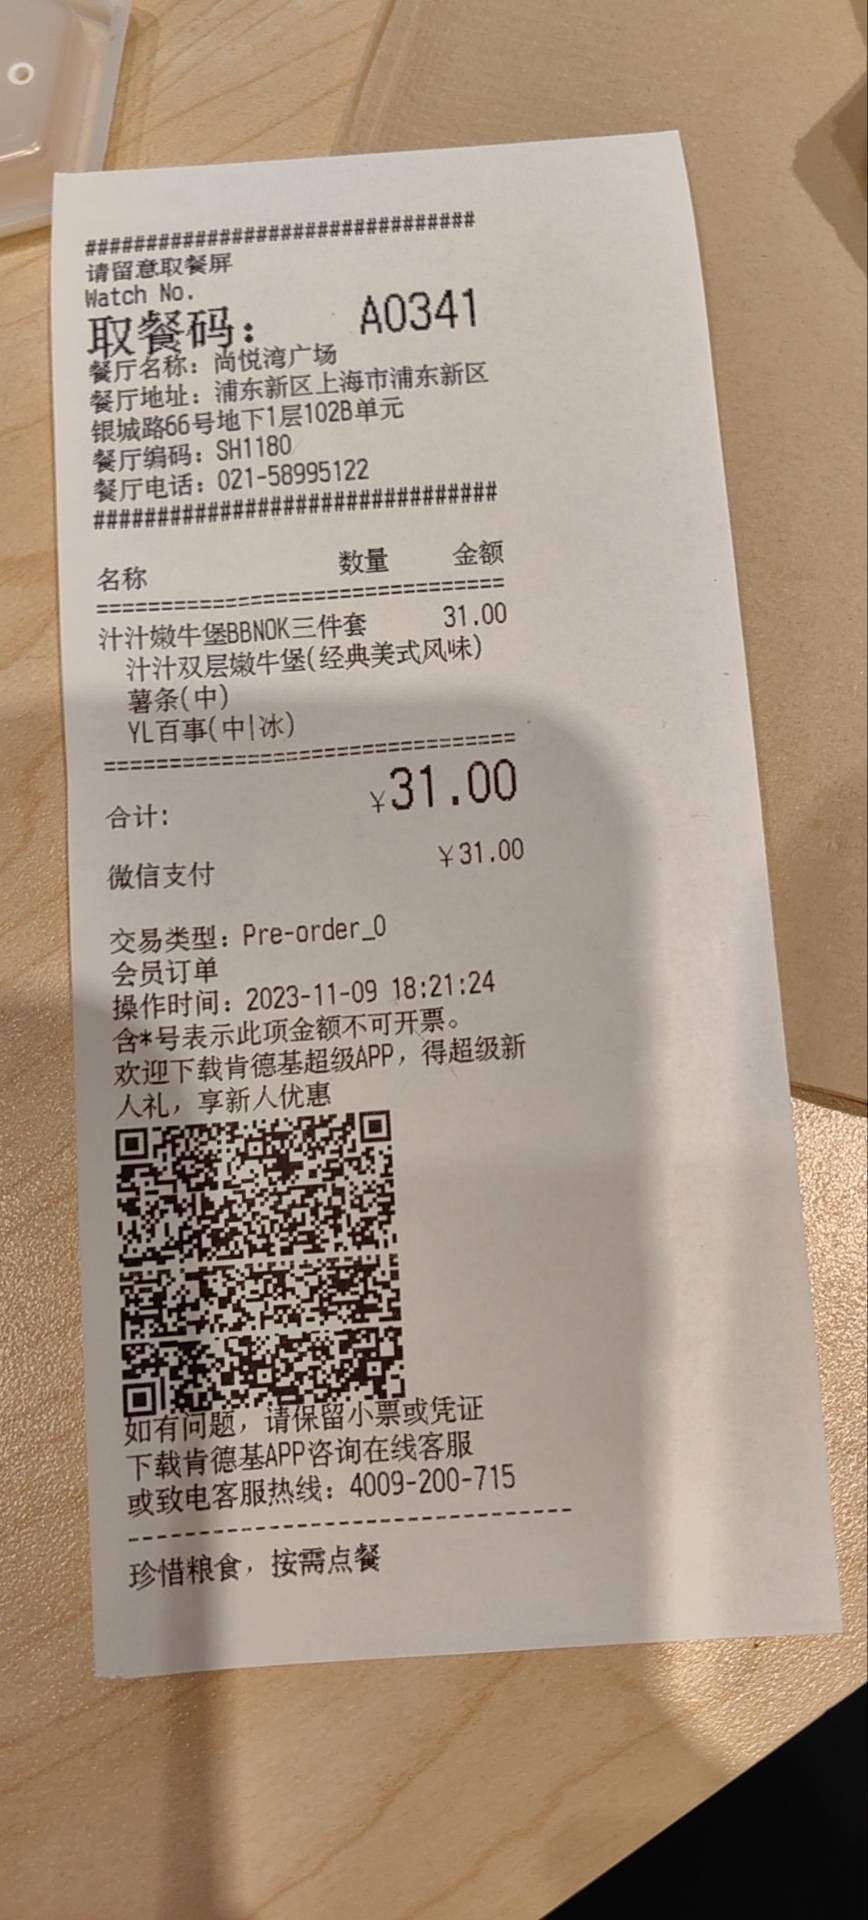 ################################
请留意取餐屏
Watch No.
取餐码： A0341
餐厅名称：尚悦湾广场
餐厅地址：浦东新区上海市浦东新区
银城路66号地下1层102B单元
餐厅编码：SH1180
餐厅电话：021-58995122
################################
名称 数量 金额
================================
汁汁嫩牛堡BBNOK三件套 31.00
汁汁双层嫩牛堡(经典美式风味)
薯条(中)
YL百事(中|冰)
================================
合计： ￥31.00
微信支付 ￥31.00
交易类型：Pre-order_0
会员订单
操作时间：2023-11-09 18:21:24
含*号表示此项金额不可开票。
欢迎下载肯德基超级APP，得超级新
人礼，享新人优惠
如有问题，请保留小票或凭证
下载肯德基APP咨询在线客服
或致电客服热线：4009-200-715
--------------------------------
珍惜粮食，按需点餐